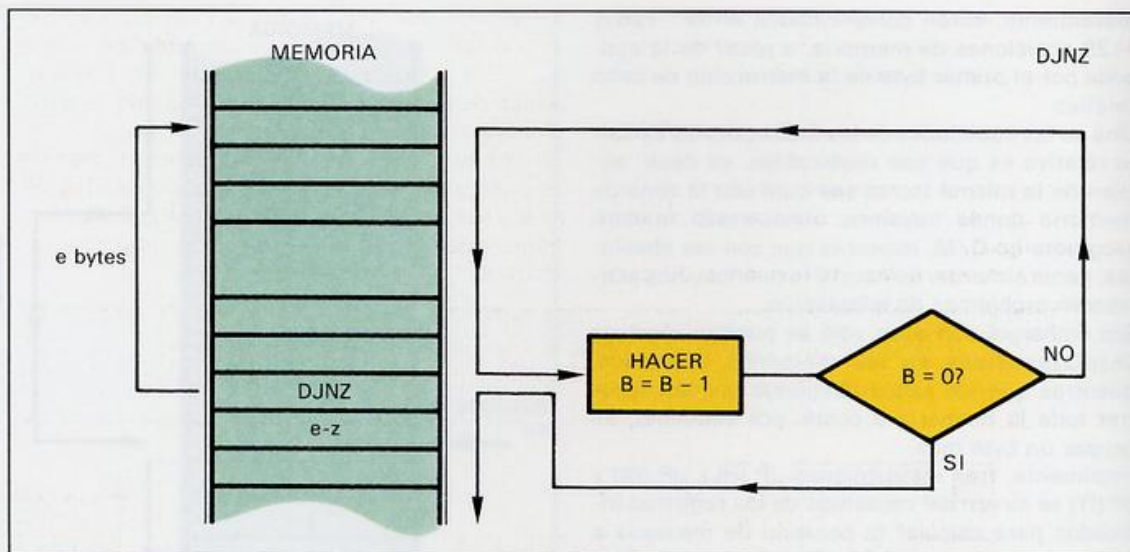 MEMORIA
DJNZ
e bytes
HACER
B = B – 1
B = 0?
NO
DJNZ
e-z
SI